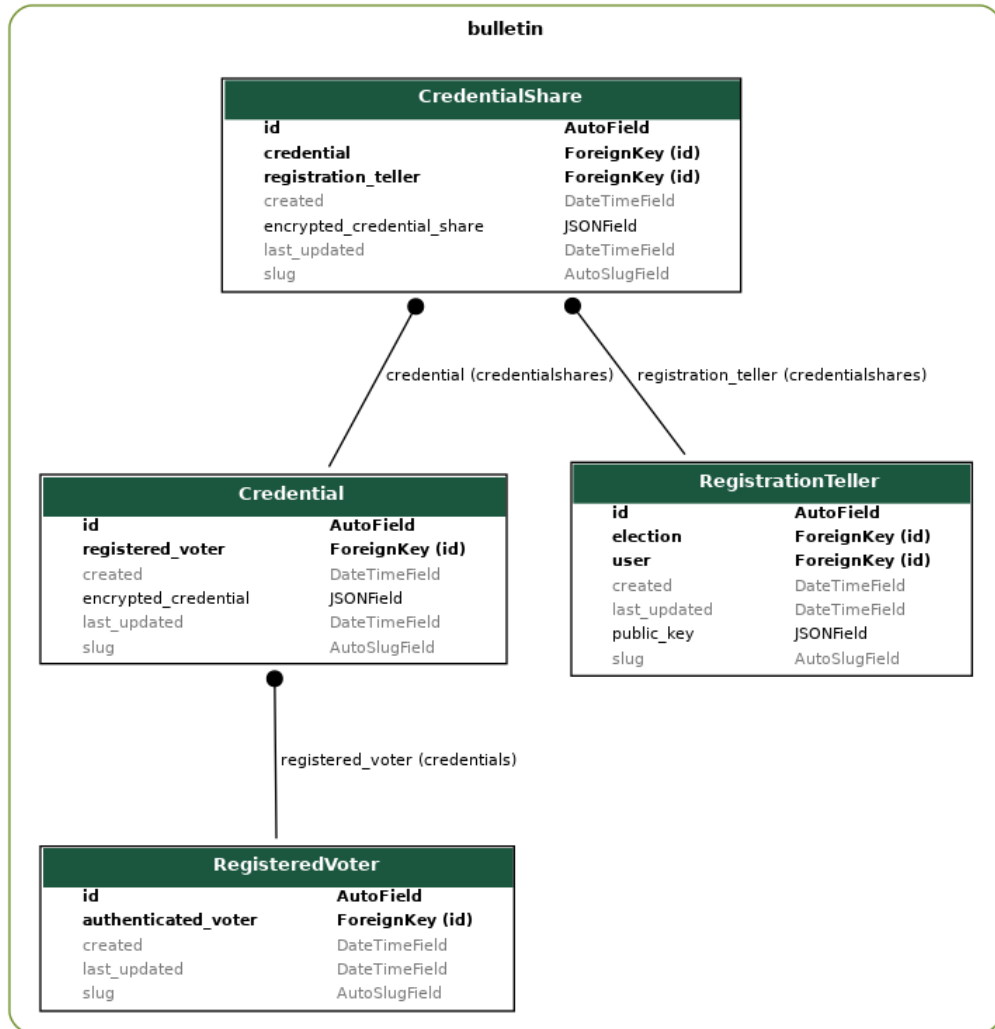 bulletin
CredentialShare
id AutoField
credential ForeignKey (id)
registration_teller ForeignKey (id)
created DateTimeField
encrypted_credential_share JSONField
last_updated DateTimeField
slug AutoSlugField
credential (credentialshares) registration_teller (credentialshares)
Credential
id AutoField
registered_voter ForeignKey (id)
created DateTimeField
encrypted_credential JSONField
last_updated DateTimeField
slug AutoSlugField
RegistrationTeller
id AutoField
election ForeignKey (id)
user ForeignKey (id)
created DateTimeField
last_updated DateTimeField
public_key JSONField
slug AutoSlugField
registered_voter (credentials)
RegisteredVoter
id AutoField
authenticated_voter ForeignKey (id)
created DateTimeField
last_updated DateTimeField
slug AutoSlugField